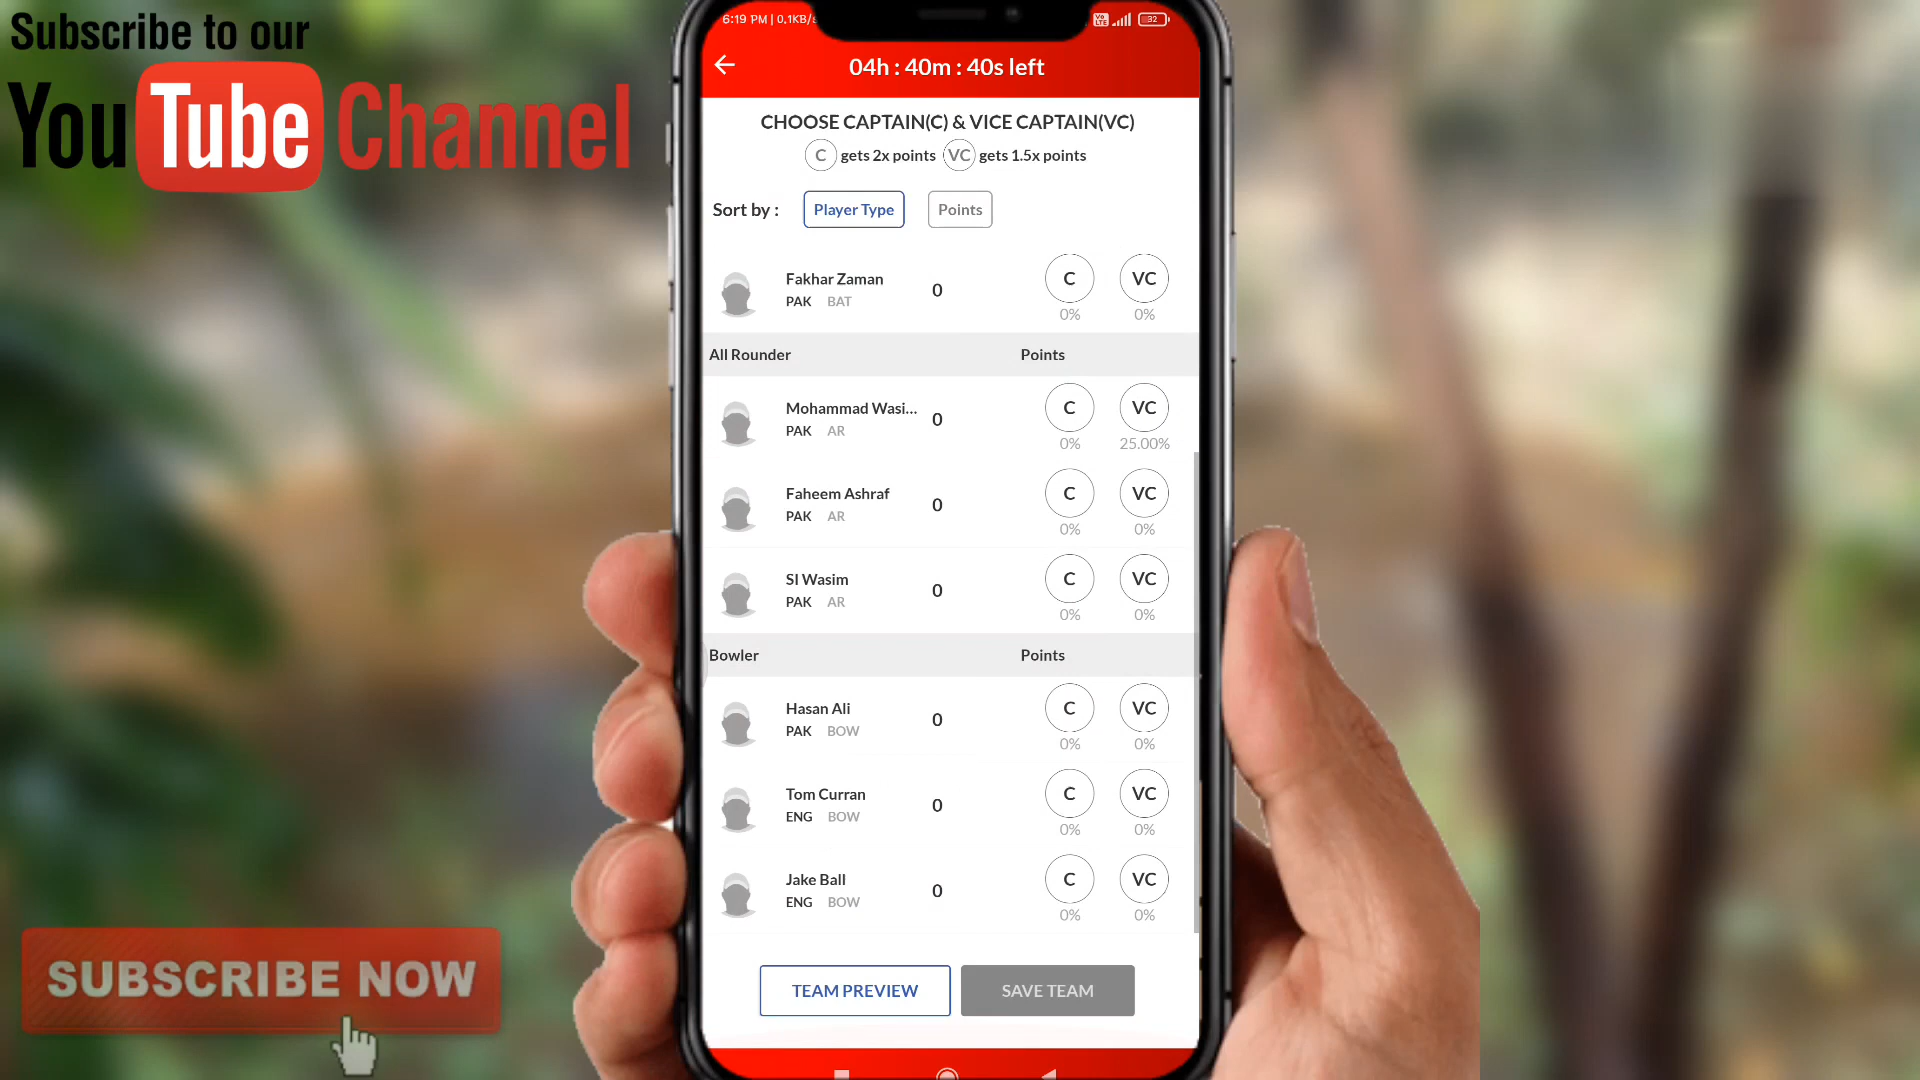 Subscribe to our
YouTube Channel
SUBSCRIBE NOW
6:19 PM | 0.1KB/s
Vo LTE 32
04h : 40m : 40s left
CHOOSE CAPTAIN(C) & VICE CAPTAIN(VC)
C gets 2x points VC gets 1.5x points
Sort by : Player Type Points
Fakhar Zaman 0 C VC
PAK BAT 0% 0%
All Rounder Points
Mohammad Wasi... 0 C VC
PAK AR 0% 25.00%
Faheem Ashraf 0 C VC
PAK AR 0% 0%
SI Wasim 0 C VC
PAK AR 0% 0%
Bowler Points
Hasan Ali 0 C VC
PAK BOW 0% 0%
Tom Curran 0 C VC
ENG BOW 0% 0%
Jake Ball 0 C VC
ENG BOW 0% 0%
TEAM PREVIEW SAVE TEAM